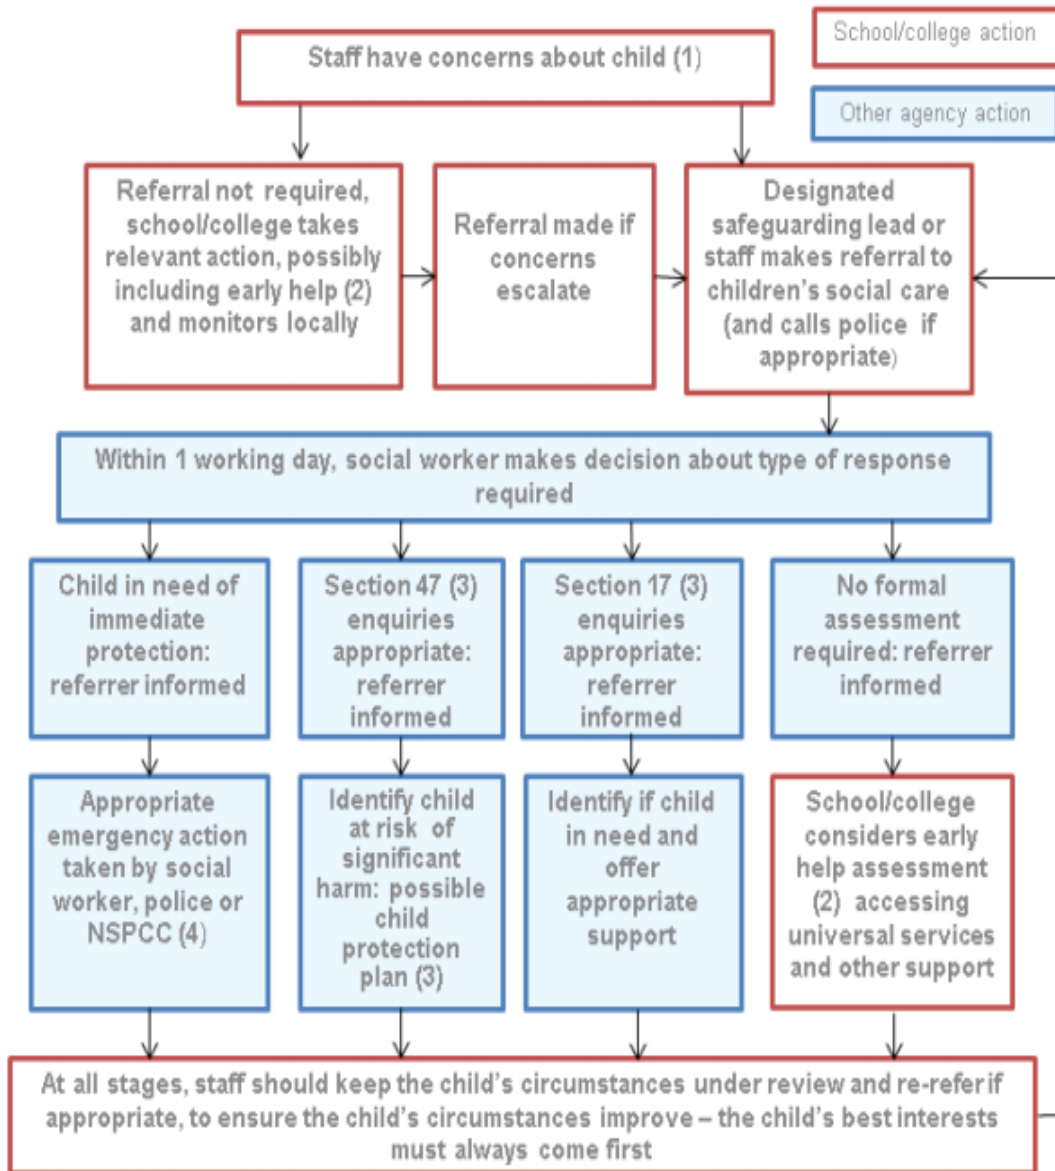 School/college action
Other agency action
Staff have concerns about child (1)
Referral not required,
school/college takes
relevant action, possibly
including early help (2)
and monitors locally
Referral made if
concerns
escalate
Designated
safeguarding lead or
staff makes referral to
children's social care
(and calls police if
appropriate)
Within 1 working day, social worker makes decision about type of response
required
Child in need of
immediate
protection:
referrer informed
Section 47 (3)
enquiries
appropriate:
referrer
informed
Section 17 (3)
enquiries
appropriate:
referrer
informed
No formal
assessment
required: referrer
informed
Appropriate
emergency action
taken by social
worker, police or
NSPCC (4)
Identify child
at risk of
significant
harm: possible
child
protection
plan (3)
Identify if child
in need and
offer
appropriate
support
School/college
considers early
help assessment
(2) accessing
universal services
and other support
At all stages, staff should keep the child's circumstances under review and re-refer if
appropriate, to ensure the child's circumstances improve – the child's best interests
must always come first